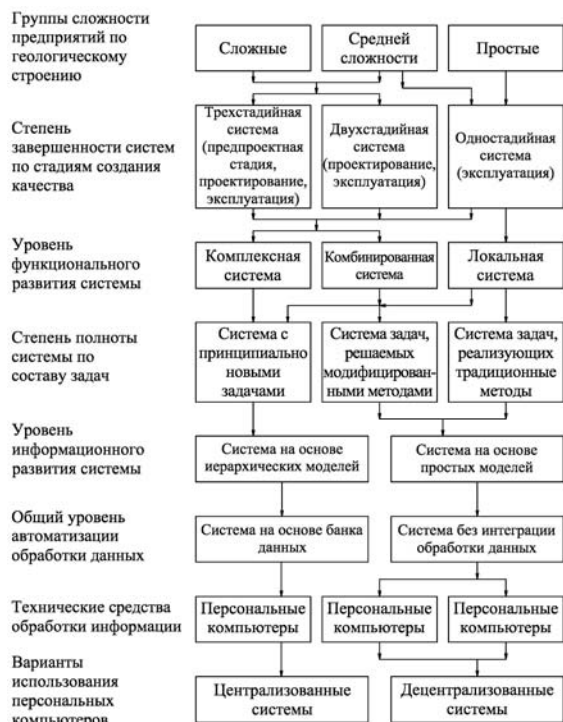 Группы сложности
предприятий по
геологическому
строению
Сложные
Средней
сложности
Простые
Степень
завершенности систем
по стадиям создания
качества
Трехстадийная
система
(предпроектная
стадия,
проектирование,
эксплуатация)
Двухстадийная
система
(проектирование,
эксплуатация)
Одностадийная
система
(эксплуатация)
Уровень
функционального
развития системы
Комплексная
система
Комбинированная
система
Локальная
система
Степень полноты
системы по
составу задач
Система с
принципиально
новыми
задачами
Система задач,
решаемых
модифицирован-
ными методами
Система задач,
реализующих
традиционные
методы
Уровень
информационного
развития системы
Система на основе
иерархических моделей
Система на основе
простых моделей
Общий уровень
автоматизации
обработки данных
Система на основе банка
данных
Система без интеграции
обработки данных
Технические средства
обработки информации
Персональные
компьютеры
Персональные
компьютеры
Персональные
компьютеры
Варианты
использования
персональных
компьютеров
Централизованные
системы
Децентрализованные
системы